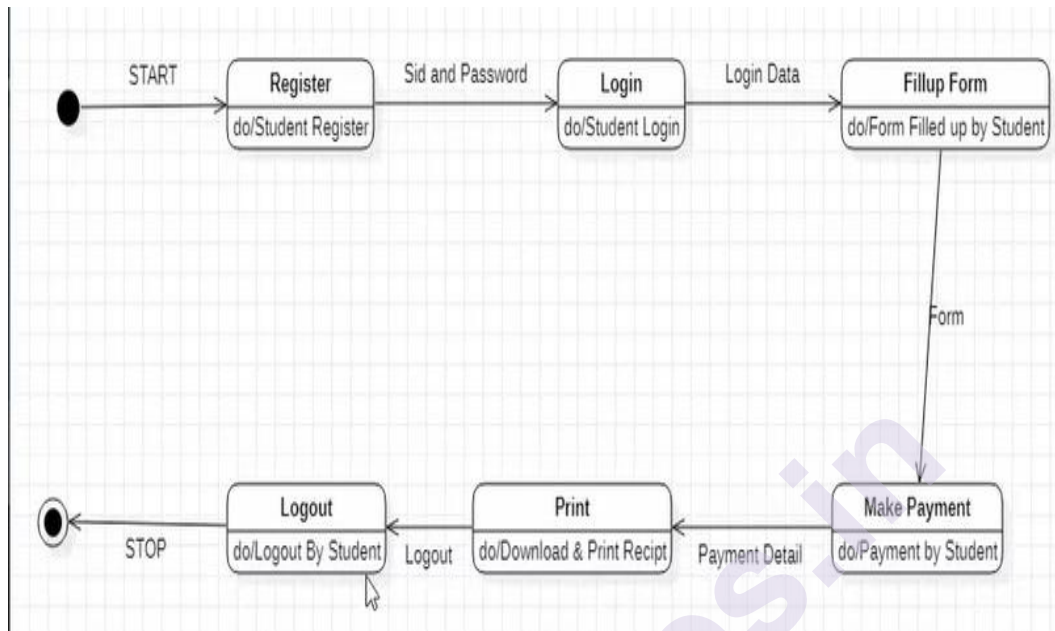 START
Register
do/Student Register
Sid and Password
Login
do/Student Login
Login Data
Fillup Form
do/Form Filled up by Student
Form
Make Payment
do/Payment by Student
Payment Detail
Print
do/Download & Print Recipt
Logout
Logout
do/Logout By Student
STOP
es.in